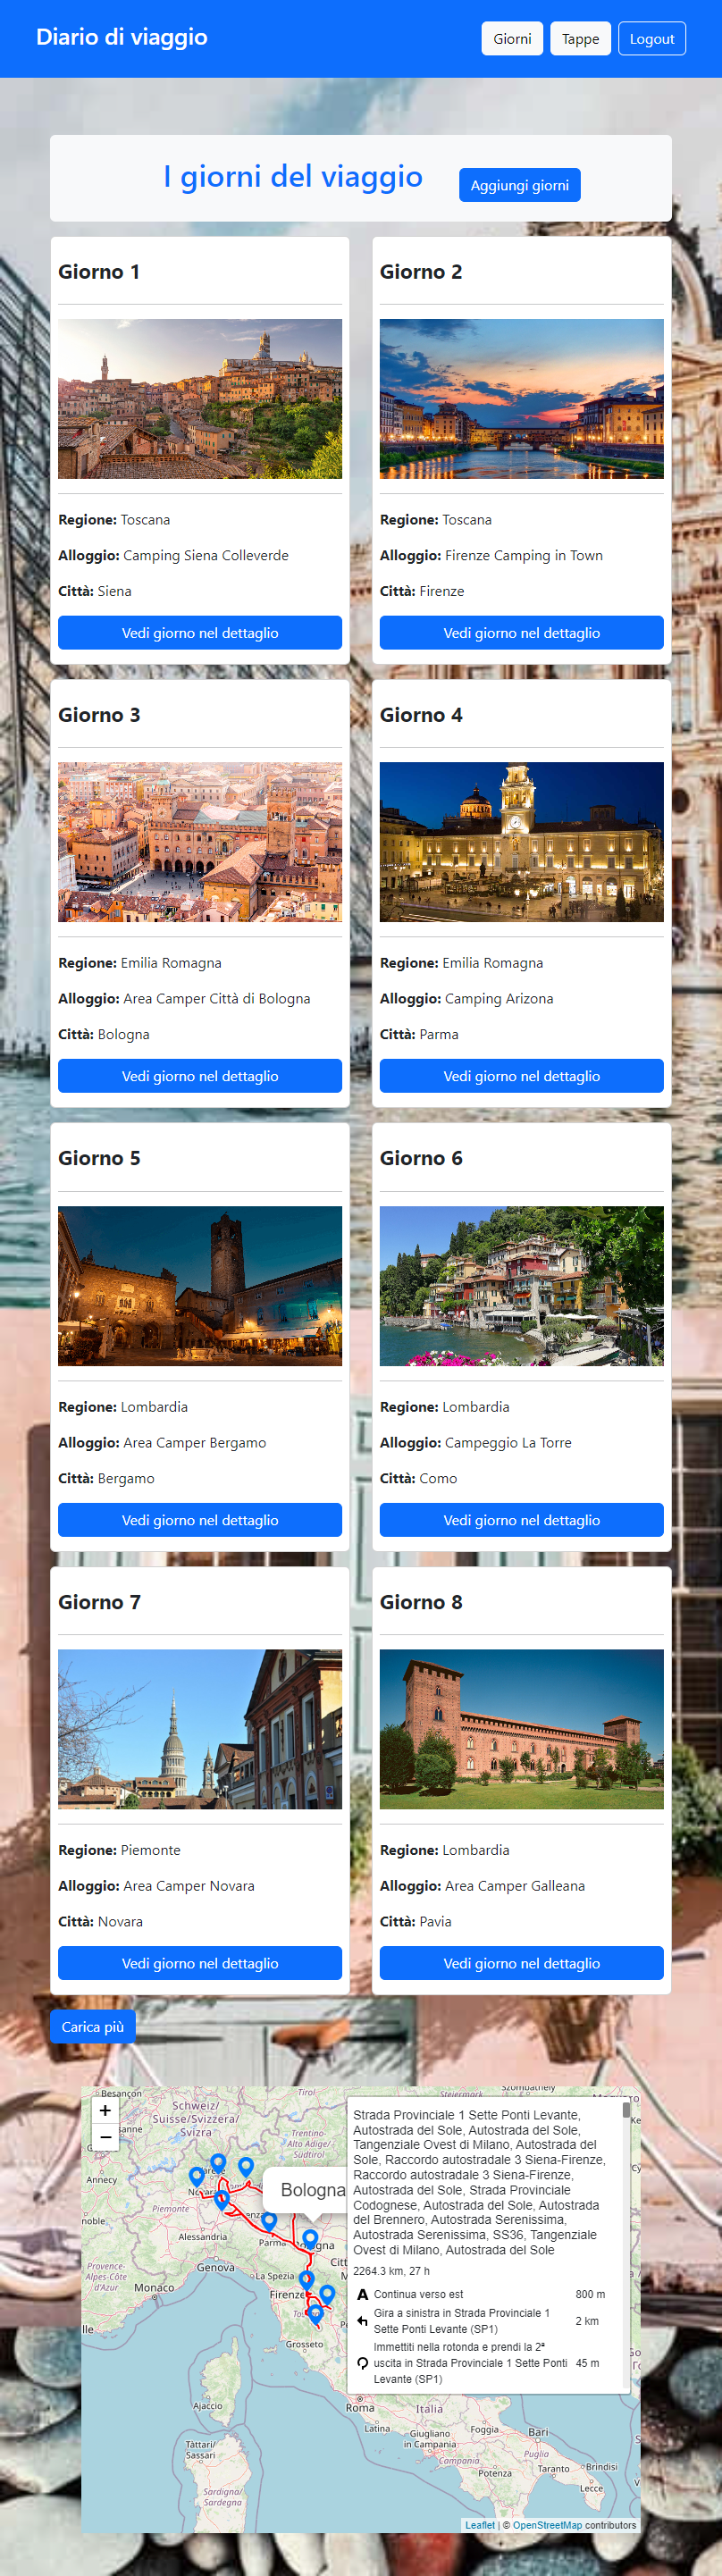 Diario di viaggio
Giorni
Tappe
Logout
I giorni del viaggio
Aggiungi giorni
Giorno 1
Regione: Toscana
Alloggio: Camping Siena Colleverde
Città: Siena
Vedi giorno nel dettaglio
Giorno 2
Regione: Toscana
Alloggio: Firenze Camping in Town
Città: Firenze
Vedi giorno nel dettaglio
Giorno 3
Regione: Emilia Romagna
Alloggio: Area Camper Città di Bologna
Città: Bologna
Vedi giorno nel dettaglio
Giorno 4
Regione: Emilia Romagna
Alloggio: Camping Arizona
Città: Parma
Vedi giorno nel dettaglio
Giorno 5
Regione: Lombardia
Alloggio: Area Camper Bergamo
Città: Bergamo
Vedi giorno nel dettaglio
Giorno 6
Regione: Lombardia
Alloggio: Campeggio La Torre
Città: Como
Vedi giorno nel dettaglio
Giorno 7
Regione: Piemonte
Alloggio: Area Camper Novara
Città: Novara
Vedi giorno nel dettaglio
Giorno 8
Regione: Lombardia
Alloggio: Area Camper Galleana
Città: Pavia
Vedi giorno nel dettaglio
Carica più
+
−
Besançon
Schweiz/
Suisse/Svizzera/
Svizra
Tirol
Trentino-
Alto Adige/
Südtirol
Steiermark
Szombathely
Annecy
Piemonte
Alessandria
Genova
Parma
La Spezia
Firenze
Provence-
Alpes-Côte
d'Azur
Monaco
Grosseto
Bologna
Ajaccio
Tàttari/
Sassari
Sardigna/
Sardegna
Roma
Latina
Italia
Giugliano
in Campania
Campania
Foggia
Bari
Puglia
Potenza
Taranto
Brindisi
Lecce
Strada Provinciale 1 Sette Ponti Levante,
Autostrada del Sole, Autostrada del Sole,
Tangenziale Ovest di Milano, Autostrada del
Sole, Raccordo autostradale 3 Siena-Firenze,
Raccordo autostradale 3 Siena-Firenze,
Autostrada del Sole, Strada Provinciale
Codognese, Autostrada del Sole, Autostrada
del Brennero, Autostrada Serenissima,
Autostrada Serenissima, SS36, Tangenziale
Ovest di Milano, Autostrada del Sole
2264.3 km, 27 h
Continua verso est 800 m
Gira a sinistra in Strada Provinciale 1
Sette Ponti Levante (SP1) 2 km
Immettiti nella rotonda e prendi la 2ª
uscita in Strada Provinciale 1 Sette Ponti 45 m
Levante (SP1)
Leaflet | © OpenStreetMap contributors